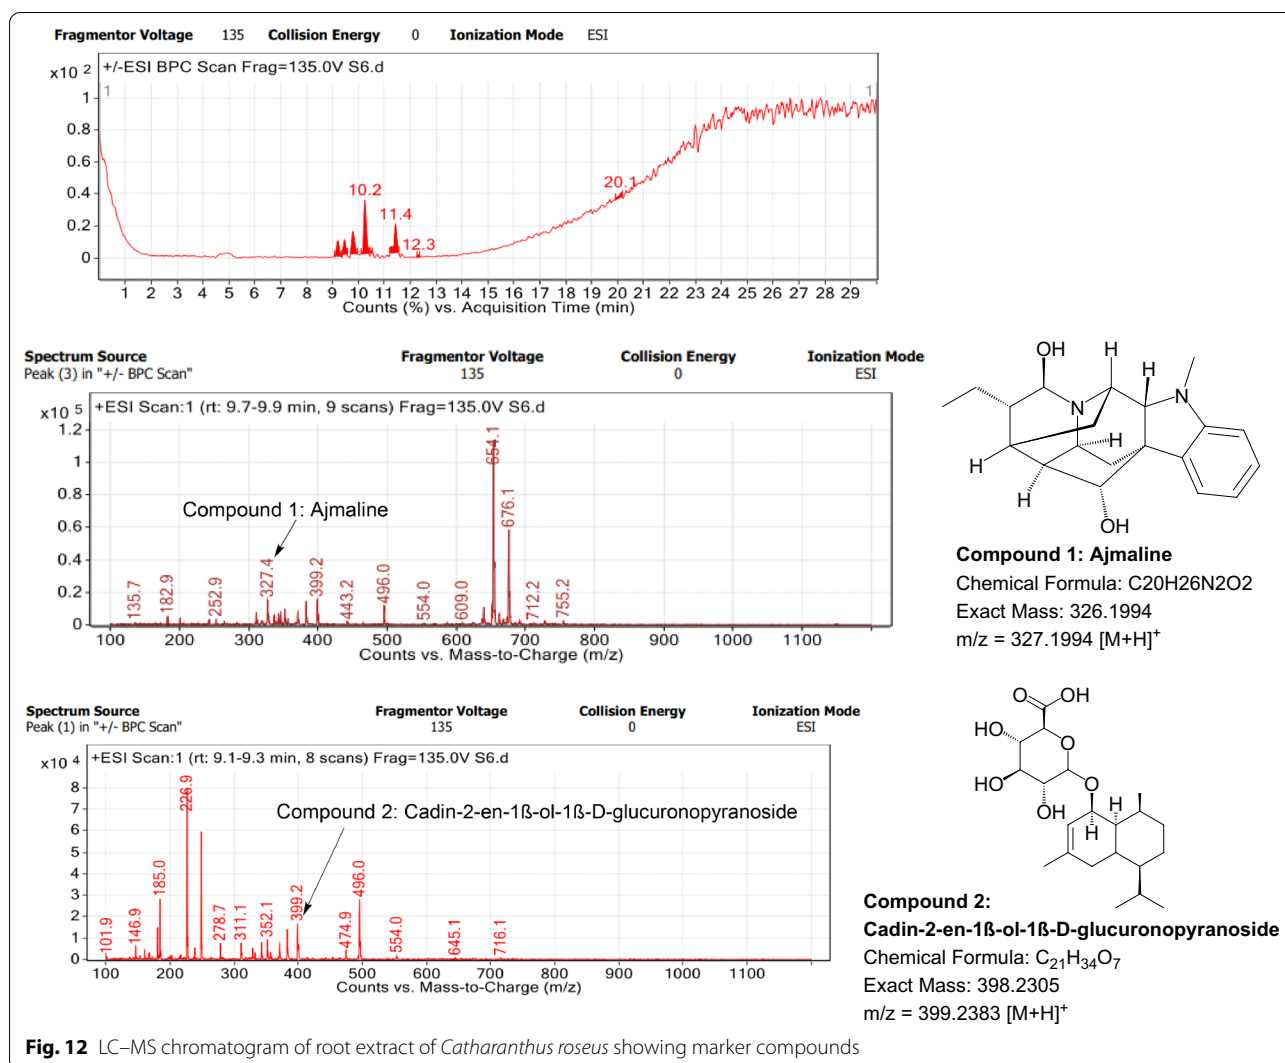 Fragmentor Voltage 135 Collision Energy 0 Ionization Mode ESI
x10 2 +/-ESI BPC Scan Frag=135.0V S6.d
1 1
1
0.8
0.6
0.4
0.2
0
10.2
11.4
12.3
20.1
1 2 3 4 5 6 7 8 9 10 11 12 13 14 15 16 17 18 19 20 21 22 23 24 25 26 27 28 29
Counts (%) vs. Acquisition Time (min)
Spectrum Source Fragmentor Voltage Collision Energy Ionization Mode
Peak (3) in "+/- BPC Scan" 135 0 ESI
x10 5 +ESI Scan:1 (rt: 9.7-9.9 min, 9 scans) Frag=135.0V S6.d
1.2
1
0.8
0.6
0.4
0.2
0
Compound 1: Ajmaline
135.7 182.9 252.9 327.4 399.2 443.2 496.0 554.0 609.0 654.1 676.1 712.2 755.2
100 200 300 400 500 600 700 800 900 1000 1100
Counts vs. Mass-to-Charge (m/z)
OH H H N N H H H OH
Compound 1: Ajmaline
Chemical Formula: C20H26N2O2
Exact Mass: 326.1994
m/z = 327.1994 [M+H]+
Spectrum Source Fragmentor Voltage Collision Energy Ionization Mode
Peak (1) in "+/- BPC Scan" 135 0 ESI
x10 4 +ESI Scan:1 (rt: 9.1-9.3 min, 8 scans) Frag=135.0V S6.d
8
7
6
5
4
3
2
1
0
Compound 2: Cadin-2-en-1ß-ol-1ß-D-glucuronopyranoside
101.9 146.9 185.0 226.9 278.7 311.1 352.1 399.2 474.9 496.0 554.0 645.1 716.1
100 200 300 400 500 600 700 800 900 1000 1100
Counts vs. Mass-to-Charge (m/z)
O OH
HO O
HO O
OH H H
Compound 2:
Cadin-2-en-1ß-ol-1ß-D-glucuronopyranoside
Chemical Formula: C21H34O7
Exact Mass: 398.2305
m/z = 399.2383 [M+H]+
Fig. 12 LC–MS chromatogram of root extract of Catharanthus roseus showing marker compounds